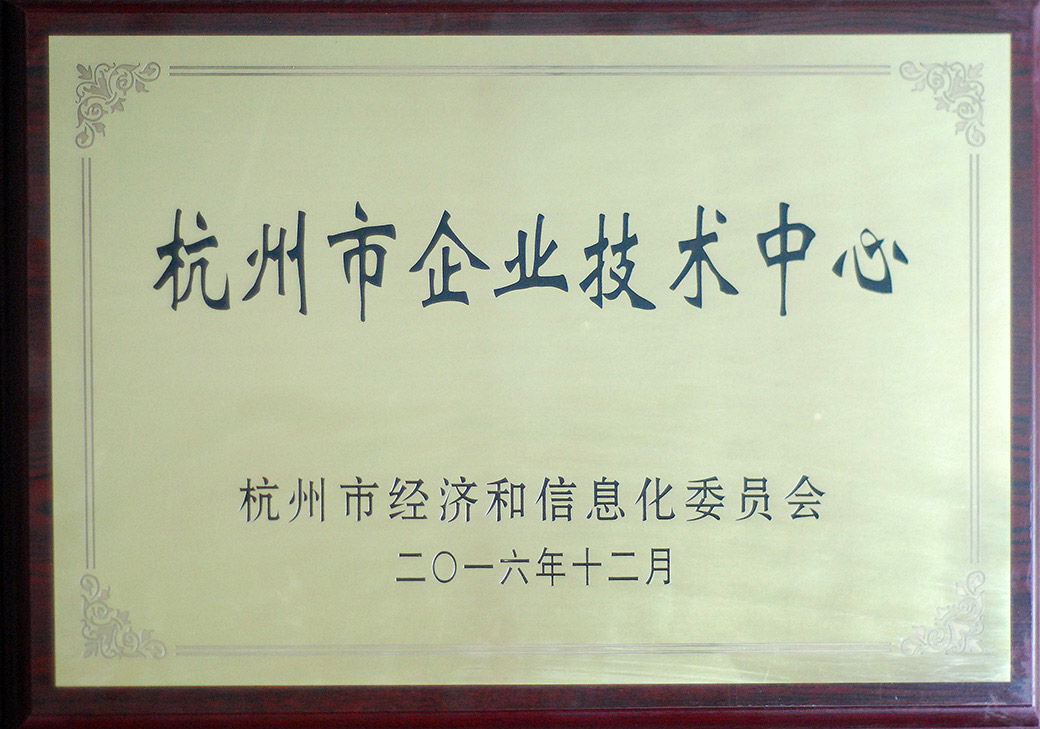 杭州市企业技术中心
杭州市经济和信息化委员会
二〇一六年十二月